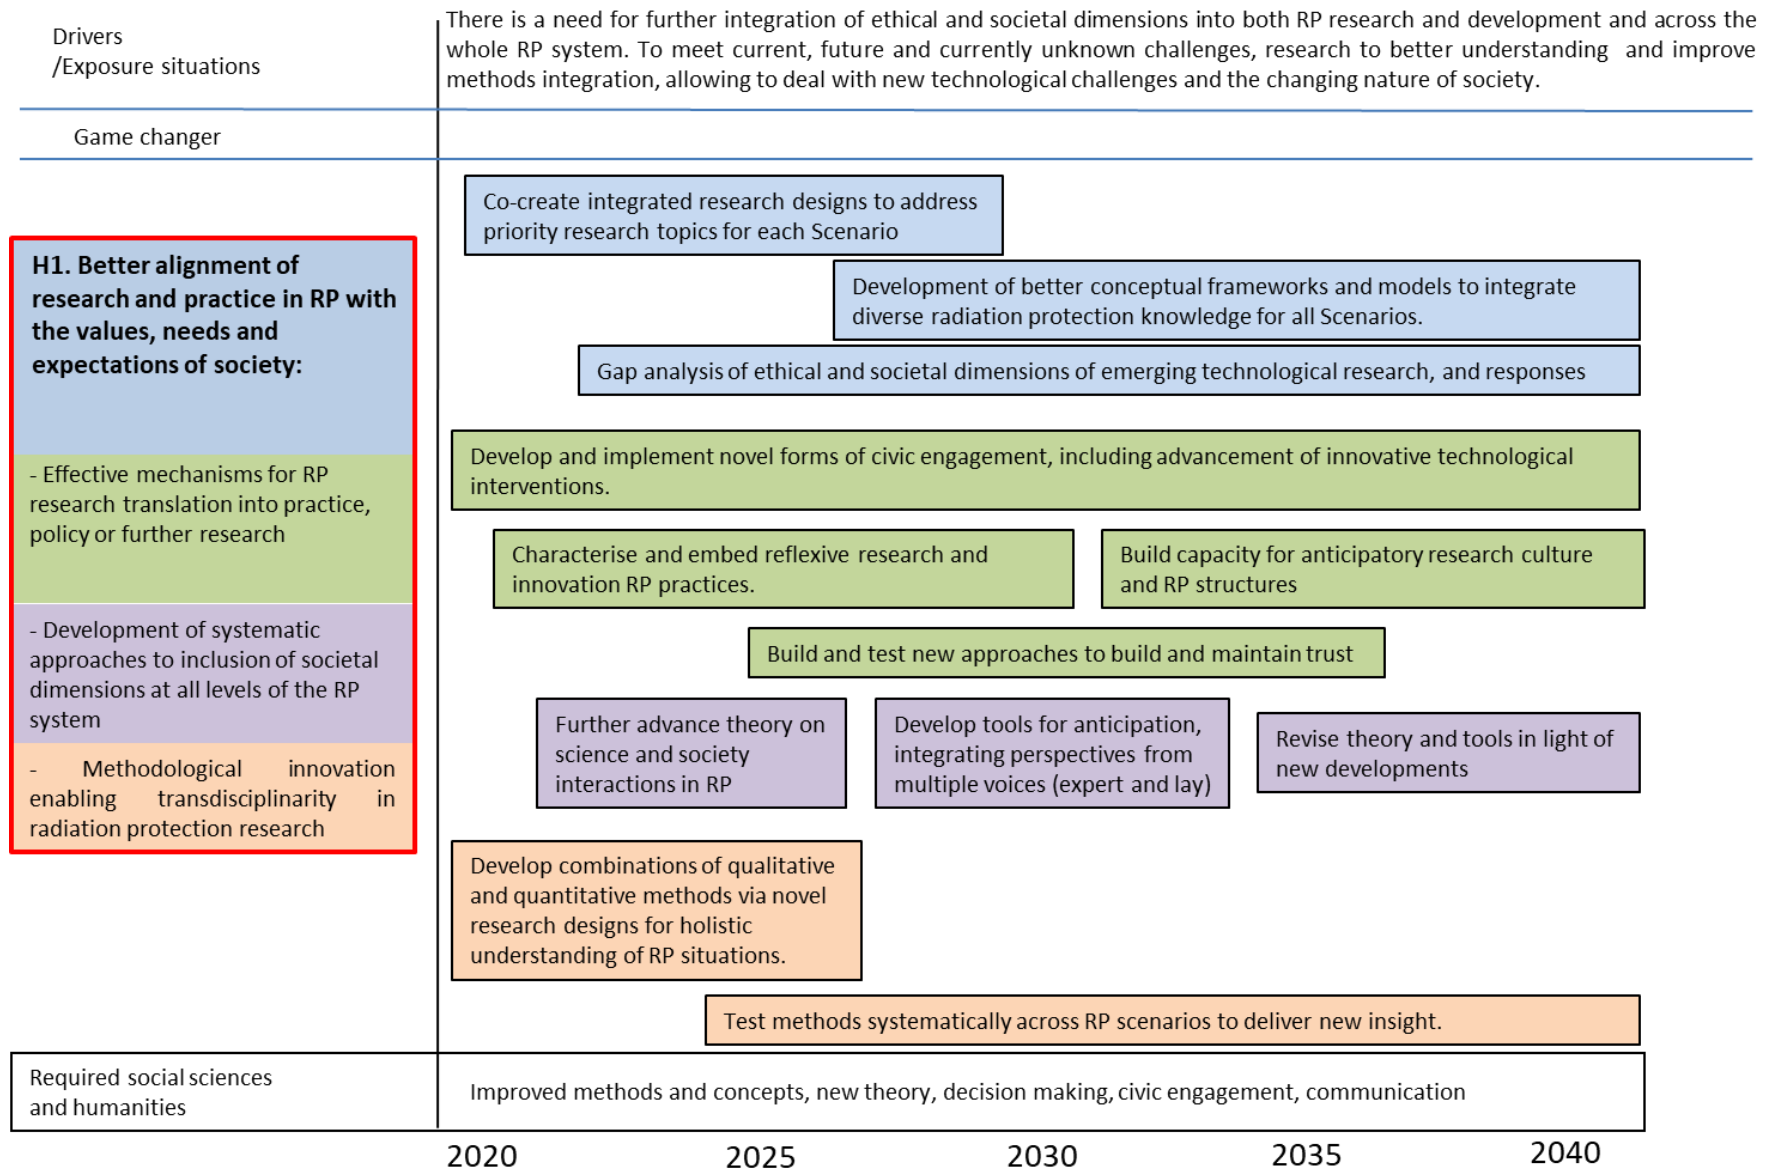 Drivers
/Exposure situations
There is a need for further integration of ethical and societal dimensions into both RP research and development and across the
whole RP system. To meet current, future and currently unknown challenges, research to better understanding and improve
methods integration, allowing to deal with new technological challenges and the changing nature of society.
Game changer
H1. Better alignment of
research and practice in RP with
the values, needs and
expectations of society:
- Effective mechanisms for RP
research translation into practice,
policy or further research
- Development of systematic
approaches to inclusion of societal
dimensions at all levels of the RP
system
- Methodological innovation
enabling transdisciplinarity in
radiation protection research
Co-create integrated research designs to address
priority research topics for each Scenario
Development of better conceptual frameworks and models to integrate
diverse radiation protection knowledge for all Scenarios.
Gap analysis of ethical and societal dimensions of emerging technological research, and responses
Develop and implement novel forms of civic engagement, including advancement of innovative technological
interventions.
Characterise and embed reflexive research and
innovation RP practices.
Build capacity for anticipatory research culture
and RP structures
Build and test new approaches to build and maintain trust
Further advance theory on
science and society
interactions in RP
Develop tools for anticipation,
integrating perspectives from
multiple voices (expert and lay)
Revise theory and tools in light of
new developments
Develop combinations of qualitative
and quantitative methods via novel
research designs for holistic
understanding of RP situations.
Test methods systematically across RP scenarios to deliver new insight.
Required social sciences
and humanities
Improved methods and concepts, new theory, decision making, civic engagement, communication
2020 2025 2030 2035 2040